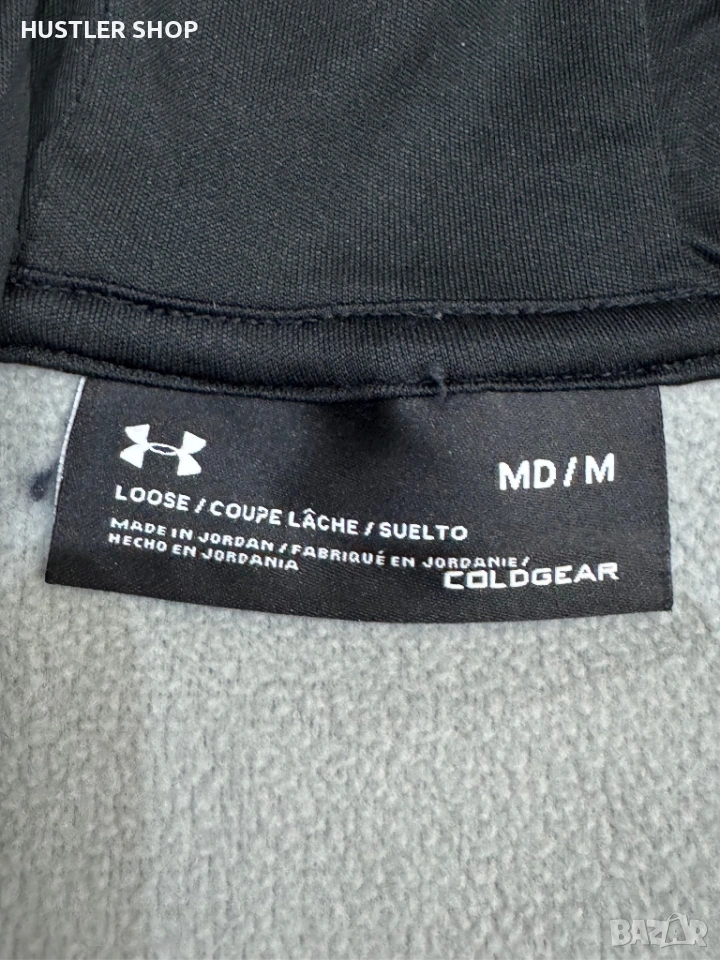 HUSTLER SHOP
MD/M
LOOSE / COUPE LÂCHE / SUELTO
MADE IN JORDAN / FABRIQUÉ EN JORDANIE /
HECHO EN JORDANIA
COLDGEAR
BAZAR